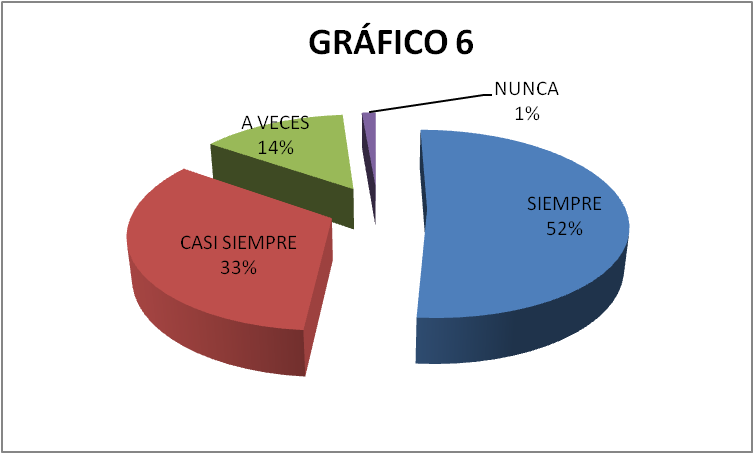 GRÁFICO 6
NUNCA
1%
A VECES
14%
SIEMPRE
52%
CASI SIEMPRE
33%